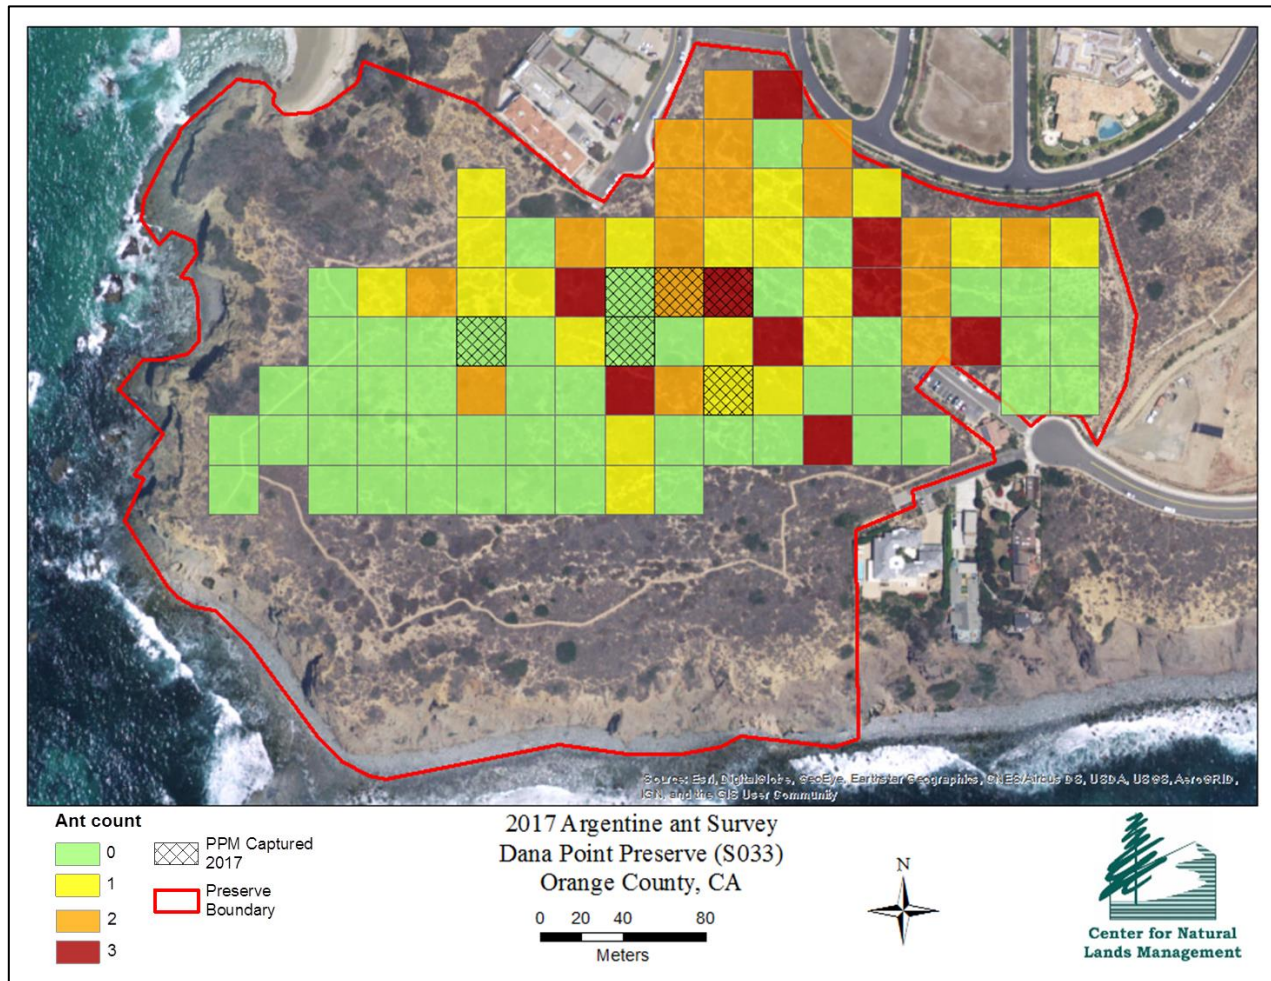 Source: Esri, DigitalGlobe, GeoEye, Earthstar Geographics, CNES/Airbus DS, USDA, USGS, AeroGRID,
IGN, and the GIS User Community
Ant count
0
1
2
3
PPM Captured
2017
Preserve
Boundary
2017 Argentine ant Survey
Dana Point Preserve (S033)
Orange County, CA
0 20 40 80
Meters
N
Center for Natural
Lands Management